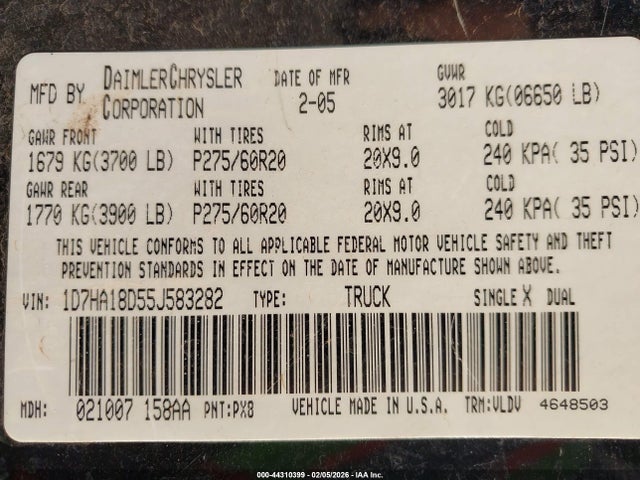 MFD BY DAIMLERCHRYSLER CORPORATION DATE OF MFR 2-05 GVWR 3017 KG(06650 LB)
GAWR FRONT WITH TIRES RIMS AT COLD
1679 KG(3700 LB) P275/60R20 20X9.0 240 KPA( 35 PSI)
GAWR REAR WITH TIRES RIMS AT COLD
1770 KG(3900 LB) P275/60R20 20X9.0 240 KPA( 35 PSI)
THIS VEHICLE CONFORMS TO ALL APPLICABLE FEDERAL MOTOR VEHICLE SAFETY AND THEFT
PREVENTION STANDARDS IN EFFECT ON THE DATE OF MANUFACTURE SHOWN ABOVE.
VIN: 1D7HA18D55J583282 TYPE: TRUCK SINGLE X DUAL
MDH: 021007 158AA PNT:PX8 VEHICLE MADE IN U.S.A. TRM:VLDV 4648503
000-44310399 - 02/05/2026 - IAA Inc.